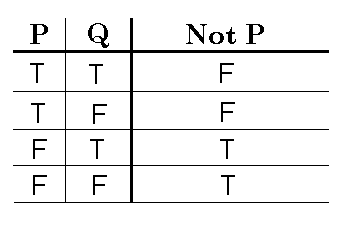 P Q Not P
T T F
T F F
F T T
F F T